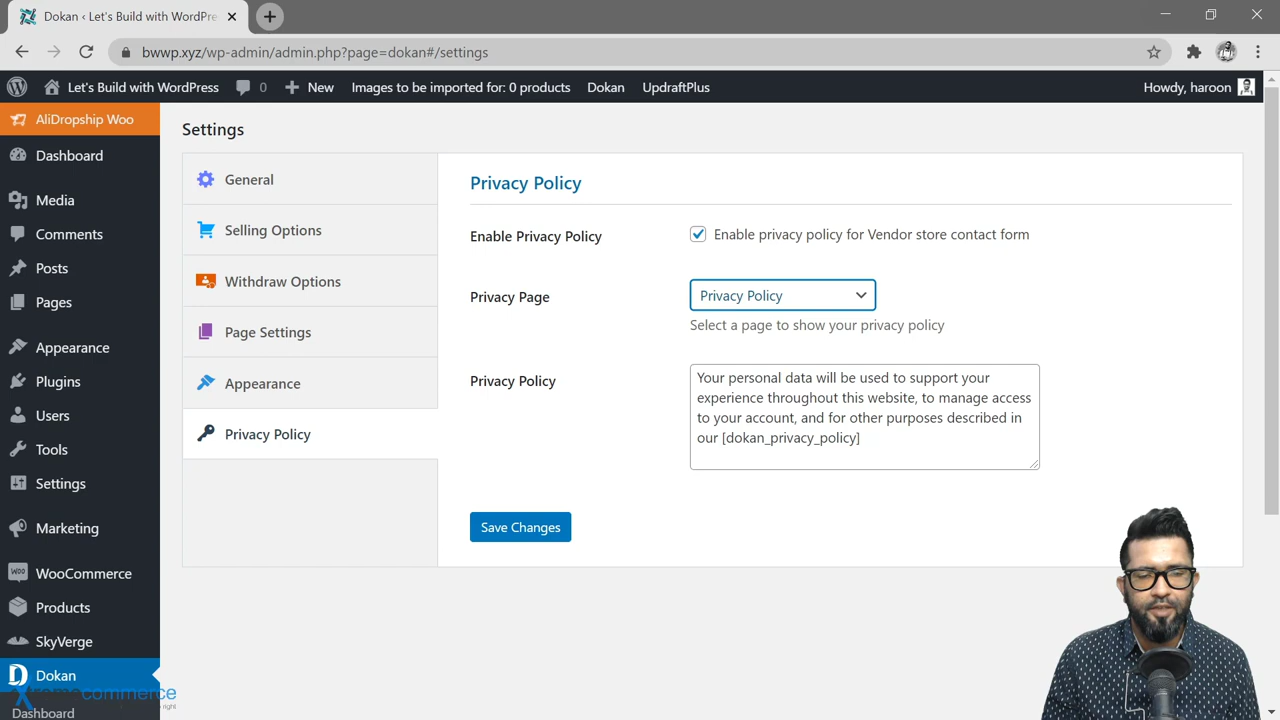 Dokan ‹ Let's Build with WordPre
bwwp.xyz/wp-admin/admin.php?page=dokan#/settings
Let's Build with WordPress
0
New
Images to be imported for: 0 products
Dokan
UpdraftPlus
Howdy, haroon
AliDropship Woo
Dashboard
Media
Comments
Posts
Pages
Appearance
Plugins
Users
Tools
Settings
Marketing
WooCommerce
Products
SkyVerge
Dokan
Dashboard
Settings
General
Selling Options
Withdraw Options
Page Settings
Appearance
Privacy Policy
Privacy Policy
Enable Privacy Policy
Enable privacy policy for Vendor store contact form
Privacy Page
Privacy Policy
Select a page to show your privacy policy
Privacy Policy
Your personal data will be used to support your
experience throughout this website, to manage access
to your account, and for other purposes described in
our [dokan_privacy_policy]
Save Changes